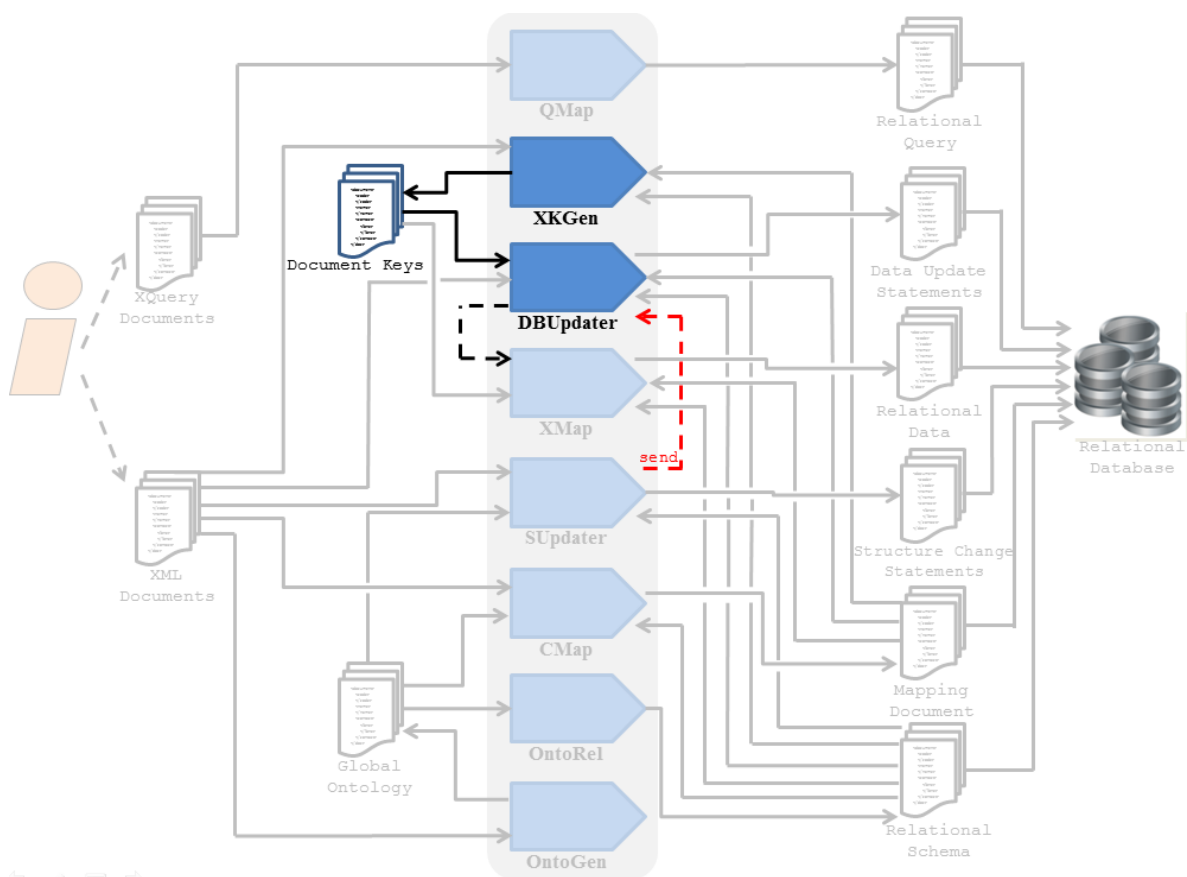 QMap
Relational
Query
XKGen
Document Keys
XQuery
Documents
Data Update
Statements
DBUpdater
Relational
Data
XMap
Relational
Database
send
SUpdater
Structure Change
Statements
XML
Documents
CMap
Mapping
Document
OntoRel
Global
Ontology
Relational
Schema
OntoGen